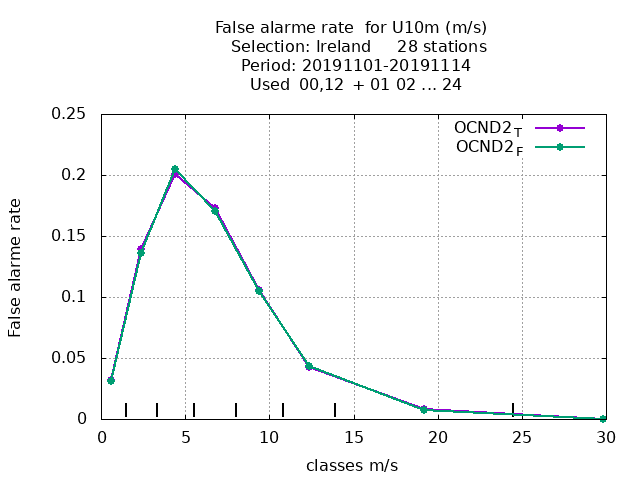 False alarme rate  for U10m (m/s)
Selection: Ireland     28 stations
Period: 20191101-20191114
Used  00,12  + 01 02 ... 24
OCND2T
OCND2F
0.25
0.2
0.15
0.1
0.05
0
False alarme rate
0 5 10 15 20 25 30
classes m/s